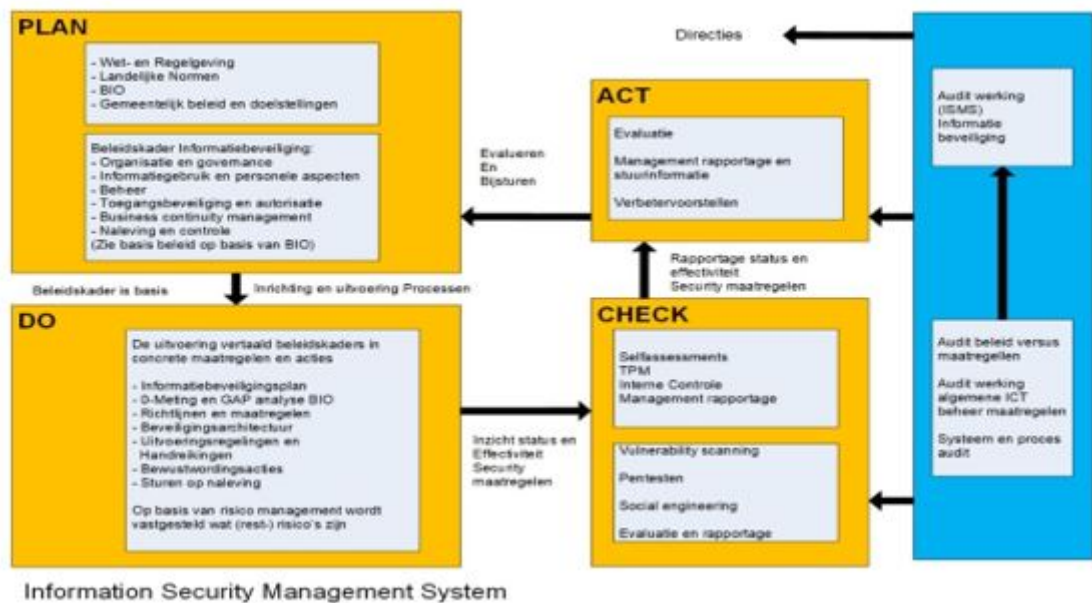 PLAN
- Wet- en Regelgeving
- Landelijke Normen
- BIO
- Gemeentelijk beleid en doelstellingen
Beleidskader Informatiebeveiliging:
- Organisatie en governance
- Informatiegebruik en personele aspecten
- Beheer
- Toegangsbeveiliging en autorisatie
- Business continuity management
- Naleving en controle
(Zie basis beleid op basis van BIO)
Beleidskader is basis
Inrichting en uitvoering Processen
DO
De uitvoering vertaald beleidskaders in
concrete maatregelen en acties
- Informatiebeveiligingsplan
- 0-Meting en GAP analyse BIO
- Richtlijnen en maatregelen
- Beveiligingsarchitectuur
- Uitvoeringsregelingen en
Handreikingen
- Bewustwordingsacties
- Sturen op naleving
Op basis van risico management wordt
vastgesteld wat (rest-) risico's zijn
Inzicht status en
Effectiviteit
Security
maatregelen
CHECK
Selfassessments
TPM
Interne Controle
Management rapportage
Vulnerability scanning
Pentesten
Social engineering
Evaluatie en rapportage
Rapportage status en
effectiviteit
Security maatregelen
ACT
Evaluatie
Management rapportage en
stuurinformatie
Verbetervoorstellen
Evalueren
En
Bijsturen
Directies
Audit werking
(ISMS)
Informatie
beveiliging
Audit beleid versus
maatregellen
Audit werking
algemene ICT
beheer maatregelen
Systeem en proces
audit
Information Security Management System